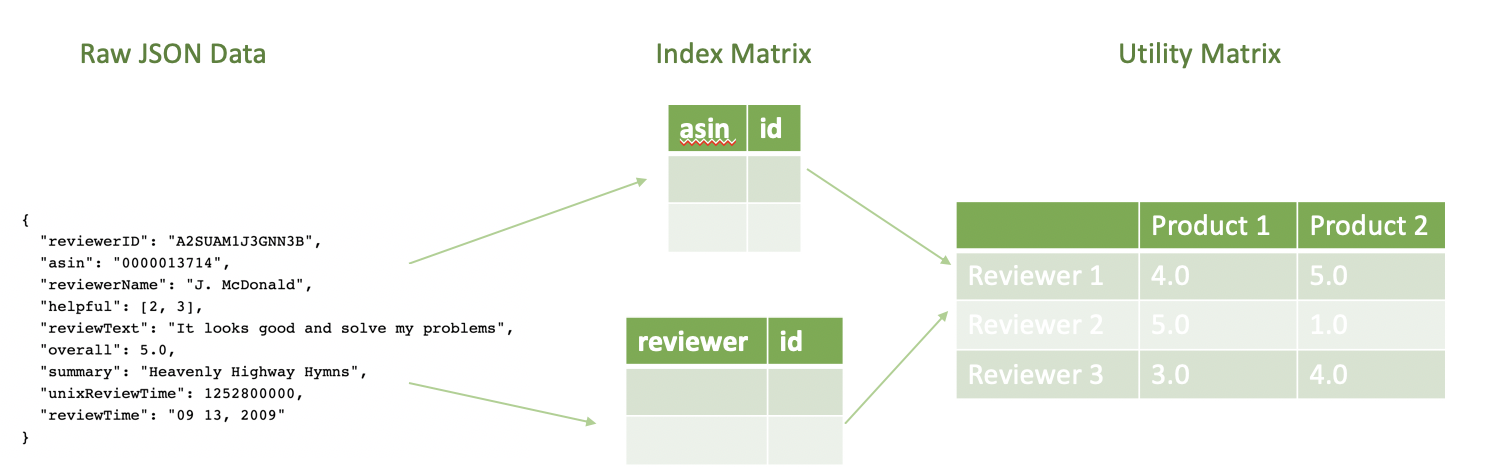 Raw JSON Data
{
"reviewerID": "A2SUAM1J3GNN3B",
"asin": "0000013714",
"reviewerName": "J. McDonald",
"helpful": [2, 3],
"reviewText": "It looks good and solve my problems",
"overall": 5.0,
"summary": "Heavenly Highway Hymns",
"unixReviewTime": 1252800000,
"reviewTime": "09 13, 2009"
}
Index Matrix
asin id
reviewer id
Utility Matrix
Product 1 Product 2
Reviewer 1 4.0 5.0
Reviewer 2 5.0 1.0
Reviewer 3 3.0 4.0